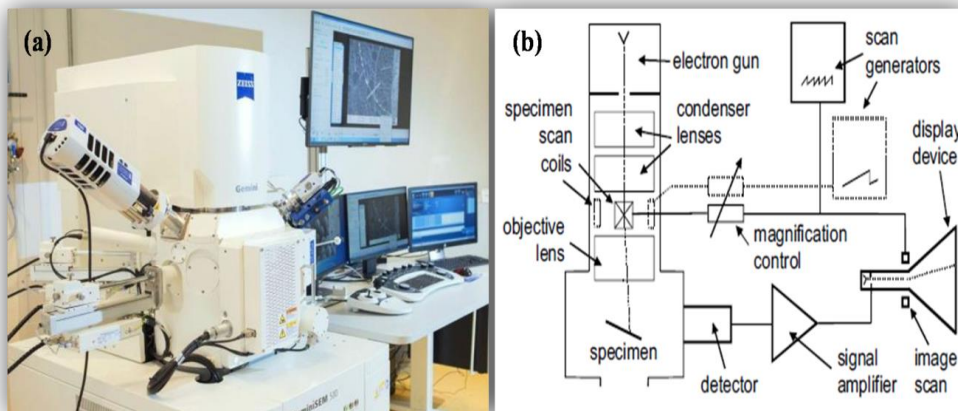 (a)
ZEISS
Gemini
(b)
electron gun
scan
generators
specimen
scan
coils
condenser
lenses
display
device
objective
lens
magnification
control
specimen
detector
signal
amplifier
image
scan